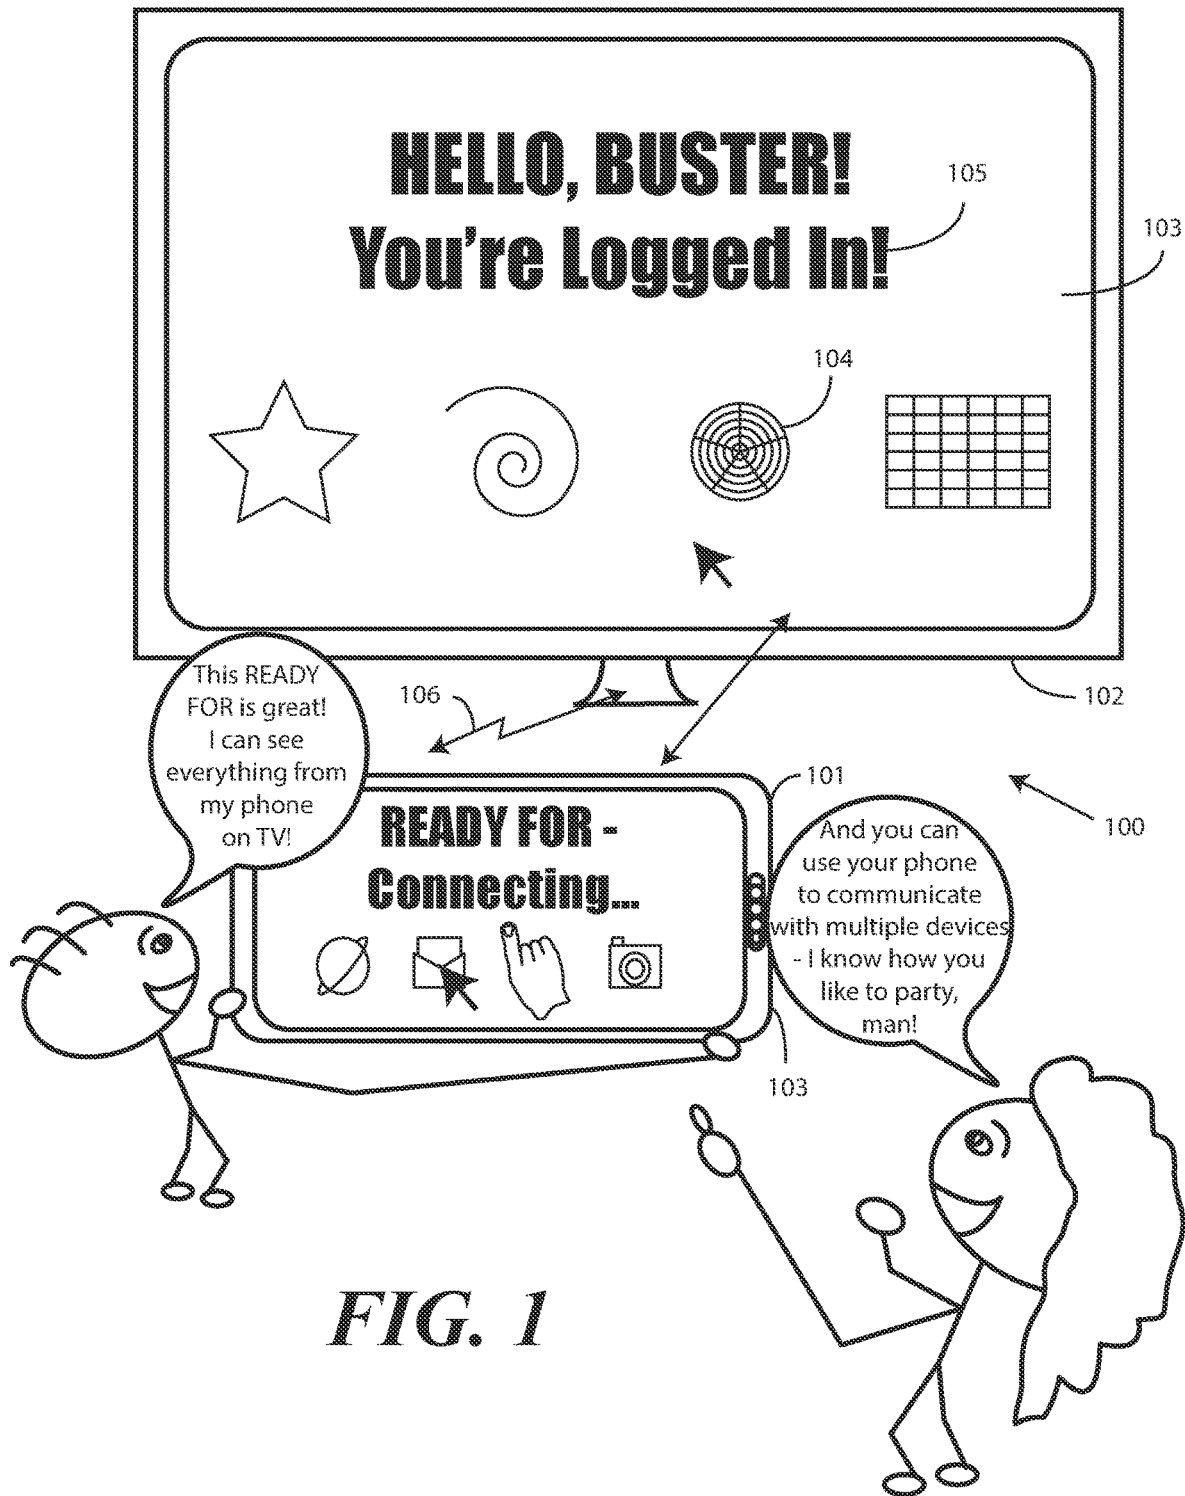 HELLO, BUSTER!
You're Logged In!
105
103
104
102
106
This READY
FOR is great!
I can see
everything from
my phone
on TV!
101
100
READY FOR -
Connecting...
And you can
use your phone
to communicate
with multiple devices
- I know how you
like to party,
man!
103
FIG. 1